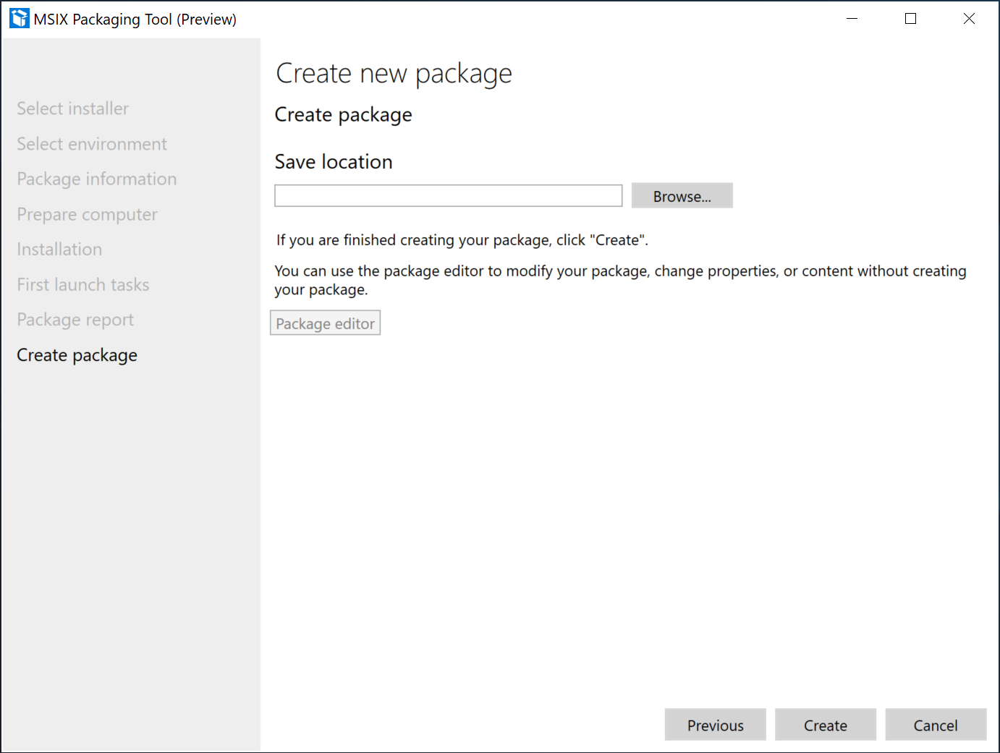 MSIX Packaging Tool (Preview)
Select installer
Select environment
Package information
Prepare computer
Installation
First launch tasks
Package report
Create package
Create new package
Create package
Save location
Browse...
If you are finished creating your package, click "Create".
You can use the package editor to modify your package, change properties, or content without creating
your package.
Package editor
Previous
Create
Cancel